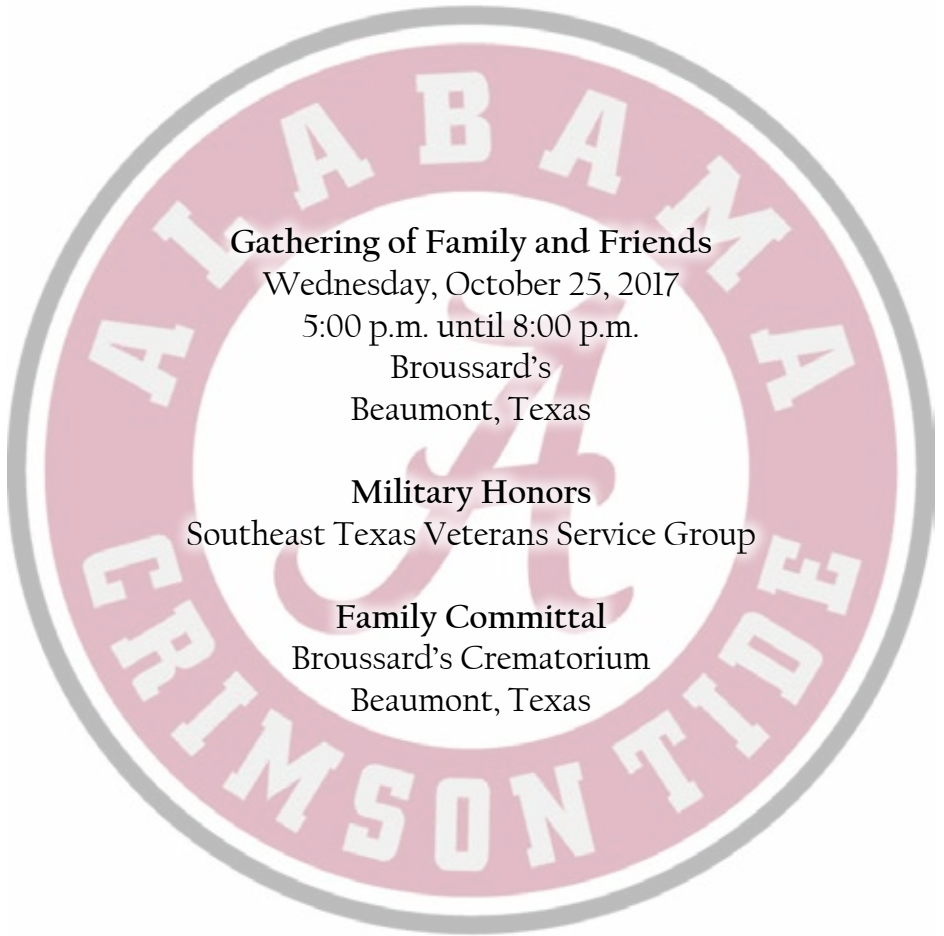 ALABAMA
Gathering of Family and Friends
Wednesday, October 25, 2017
5:00 p.m. until 8:00 p.m.
Broussard’s
Beaumont, Texas
A
Military Honors
Southeast Texas Veterans Service Group
Family Committal
Broussard’s Crematorium
Beaumont, Texas
CRIMSON TIDE